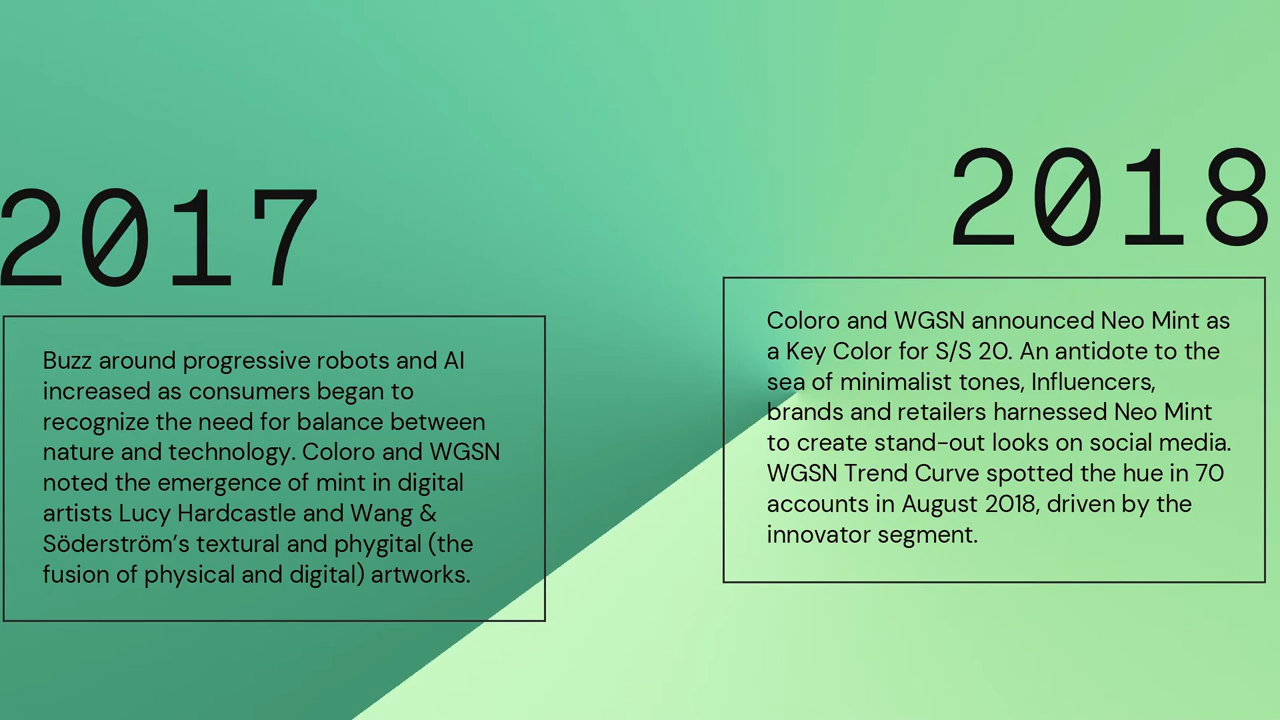 2017
Buzz around progressive robots and AI
increased as consumers began to
recognize the need for balance between
nature and technology. Coloro and WGSN
noted the emergence of mint in digital
artists Lucy Hardcastle and Wang &
Söderström’s textural and phygital (the
fusion of physical and digital) artworks.
2018
Coloro and WGSN announced Neo Mint as
a Key Color for S/S 20. An antidote to the
sea of minimalist tones, Influencers,
brands and retailers harnessed Neo Mint
to create stand-out looks on social media.
WGSN Trend Curve spotted the hue in 70
accounts in August 2018, driven by the
innovator segment.